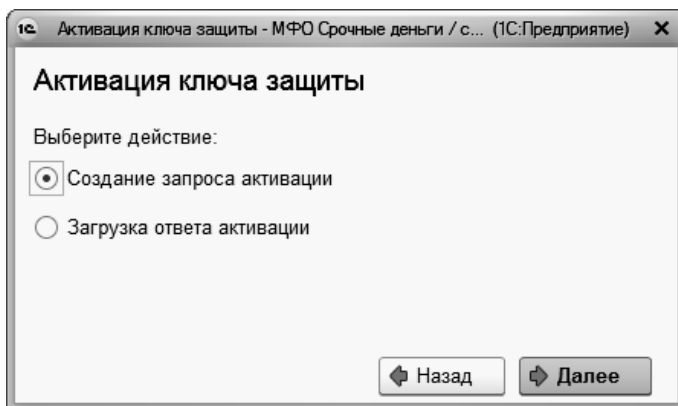 1С Активация ключа защиты - МФО Срочные деньги / с... (1С:Предприятие)
Активация ключа защиты
Выберите действие:
Создание запроса активации
Загрузка ответа активации
Назад Далее